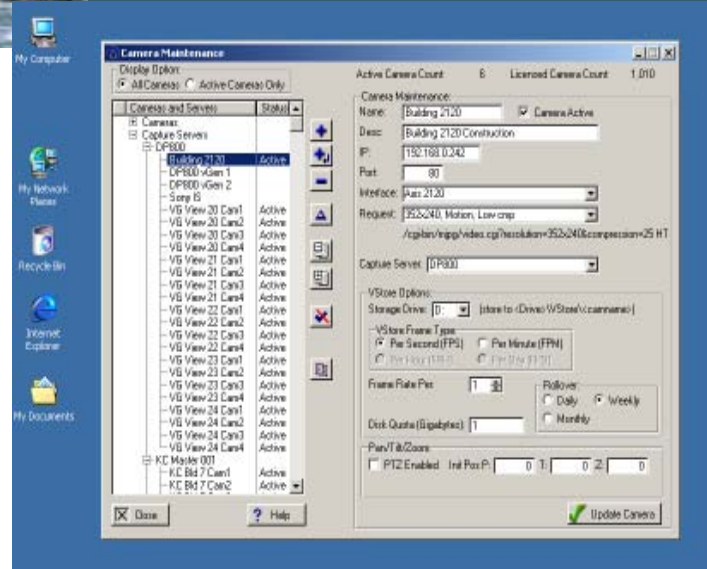 My Computer
My Network Places
Recycle Bin
Internet Explorer
My Documents
Camera Maintenance
Display Option:
All Cameras Active Cameras Only
Cameras and Servers Status
Cameras
Capture Servers
DP800
Building 2120 Active
DP800 vGen 1
DP800 vGen 2
Sony IS
VG View 20 Cam1 Active
VG View 20 Cam2 Active
VG View 20 Cam3 Active
VG View 20 Cam4 Active
VG View 21 Cam1 Active
VG View 21 Cam2 Active
VG View 21 Cam3 Active
VG View 21 Cam4 Active
VG View 22 Cam1 Active
VG View 22 Cam2 Active
VG View 22 Cam3 Active
VG View 22 Cam4 Active
VG View 23 Cam1 Active
VG View 23 Cam2 Active
VG View 23 Cam3 Active
VG View 23 Cam4 Active
VG View 24 Cam1 Active
VG View 24 Cam2 Active
VG View 24 Cam3 Active
VG View 24 Cam4 Active
KC Master 001
KC Bld 7 Cam1 Active
KC Bld 7 Cam2 Active
Close
Help
Active Camera Count 6 Licensed Camera Count 1,010
Camera Maintenance:
Name: Building 2120 Camera Active
Desc: Building 2120 Construction
IP: 192.168.0.242
Port: 80
Interface: Axis 2120
Request: 352x240, Motion, Low cmp
/cgi-bin/mjpg/video.cgi?resolution=352x240&compression=25 HT
Capture Server: DP800
VStore Options:
Storage Drive: D: (store to <Drive>\VStore\<camname>)
VStore Frame Type
Per Second (FPS) Per Minute (FPM)
Per Hour (FPH) Per Day (FPD)
Frame Rate Per: 1
Rollover:
Daily Weekly
Monthly
Disk Quota (Gigabytes) 1
Pan/Tilt/Zoom:
PTZ Enabled Init Pos P: 0 T: 0 Z: 0
Update Camera